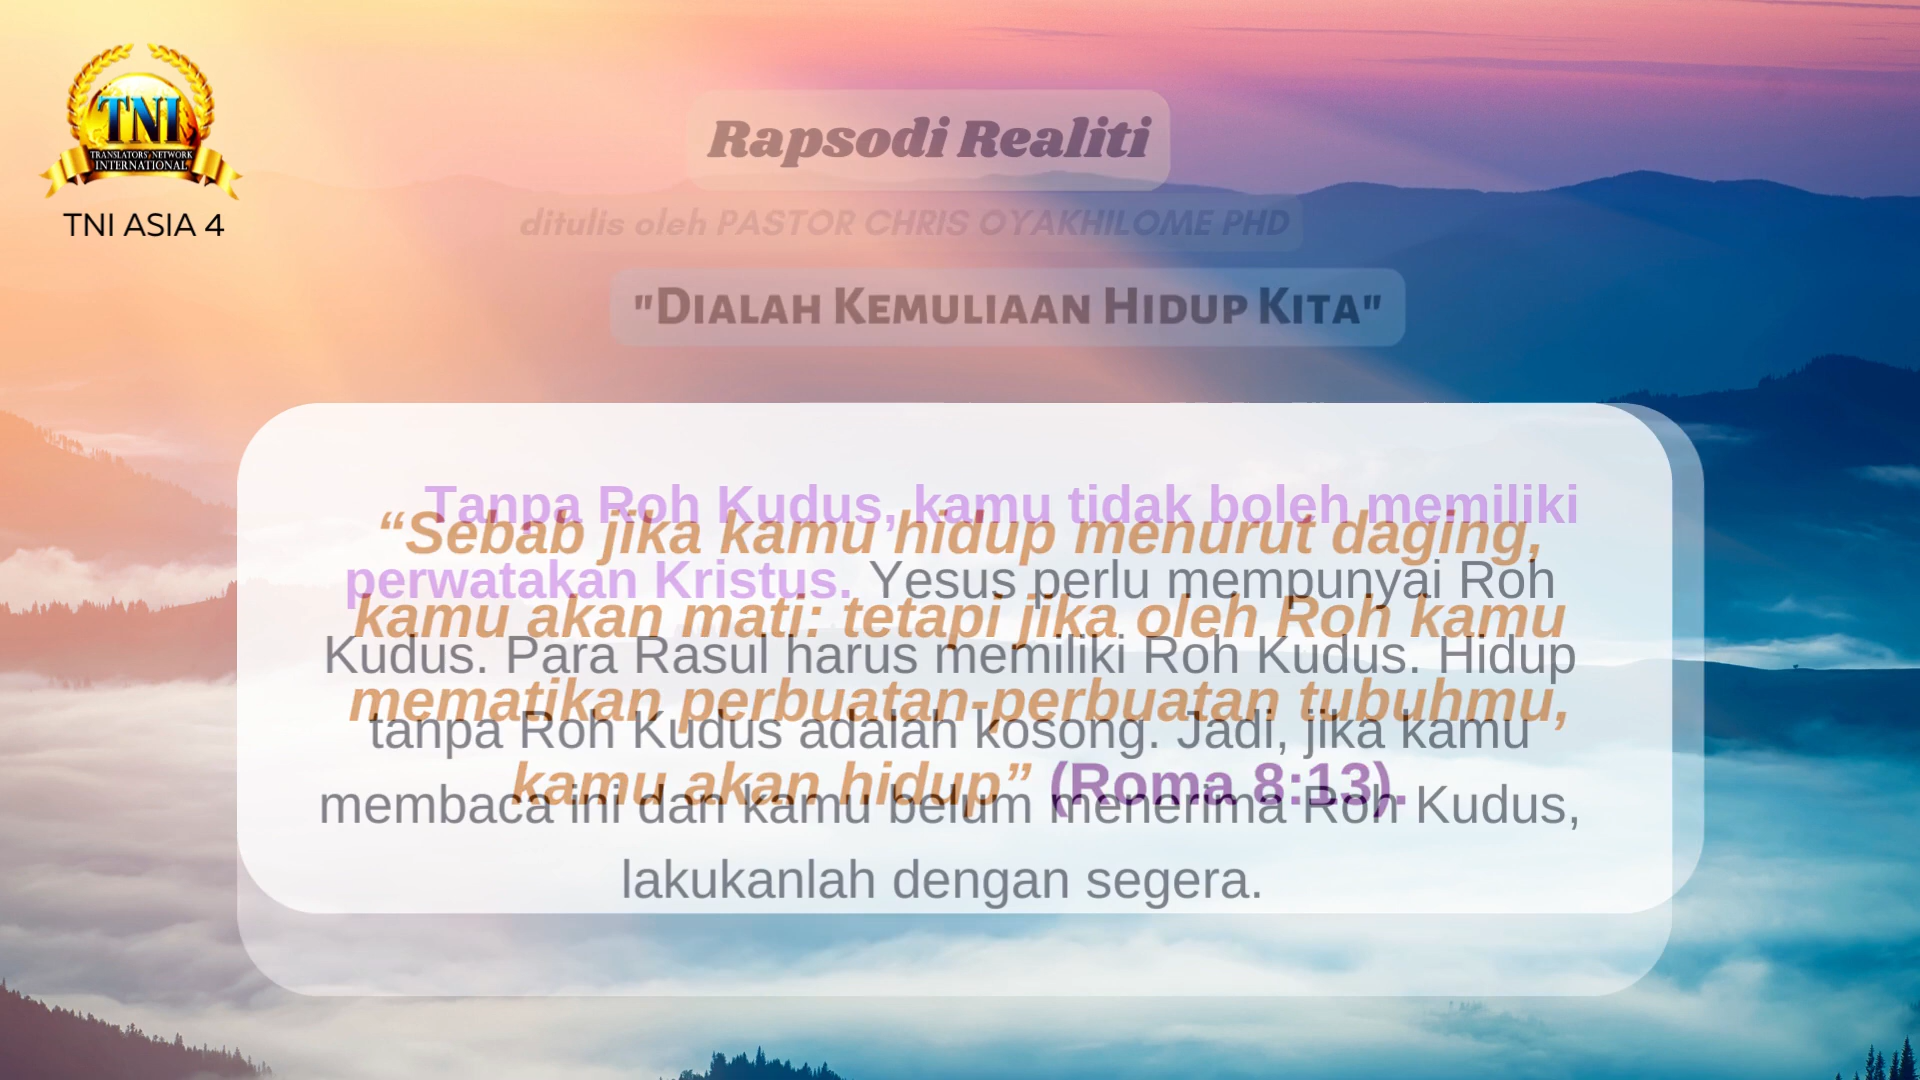 TNI
TRANSLATORS NETWORK
INTERNATIONAL
TNI ASIA 4
Rapsodi Realiti
ditulis oleh PASTOR CHRIS OYAKHILOME PHD
"DIALAH KEMULIAAN HIDUP KITA"
Tanpa Roh Kudus, kamu tidak boleh memiliki
perwatakan Kristus. Yesus perlu mempunyai Roh
Kudus. Para Rasul harus memiliki Roh Kudus. Hidup
tanpa Roh Kudus adalah kosong. Jadi, jika kamu
membaca ini dan kamu belum menerima Roh Kudus,
lakukanlah dengan segera.
“Sebab jika kamu hidup menurut daging,
kamu akan mati: tetapi jika oleh Roh kamu
mematikan perbuatan-perbuatan tubuhmu,
kamu akan hidup” (Roma 8:13).